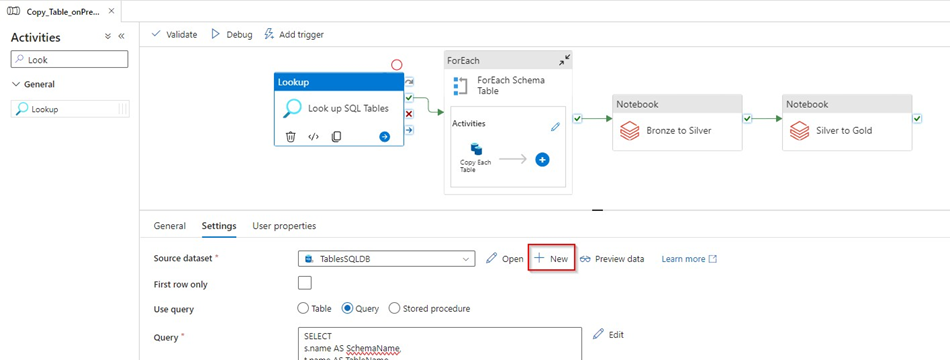 Copy_Table_onPre...
Activities
Look
General
Lookup
Validate
Debug
Add trigger
Lookup
Look up SQL Tables
ForEach
ForEach Schema
Table
Activities
Copy Each
Table
Notebook
Bronze to Silver
Notebook
Silver to Gold
General
Settings
User properties
Source dataset *
TablesSQLDB
Open
New
Preview data
Learn more
First row only
Use query
Table
Query
Stored procedure
Query *
SELECT
s.name AS SchemaName,
t.name AS TableName
Edit